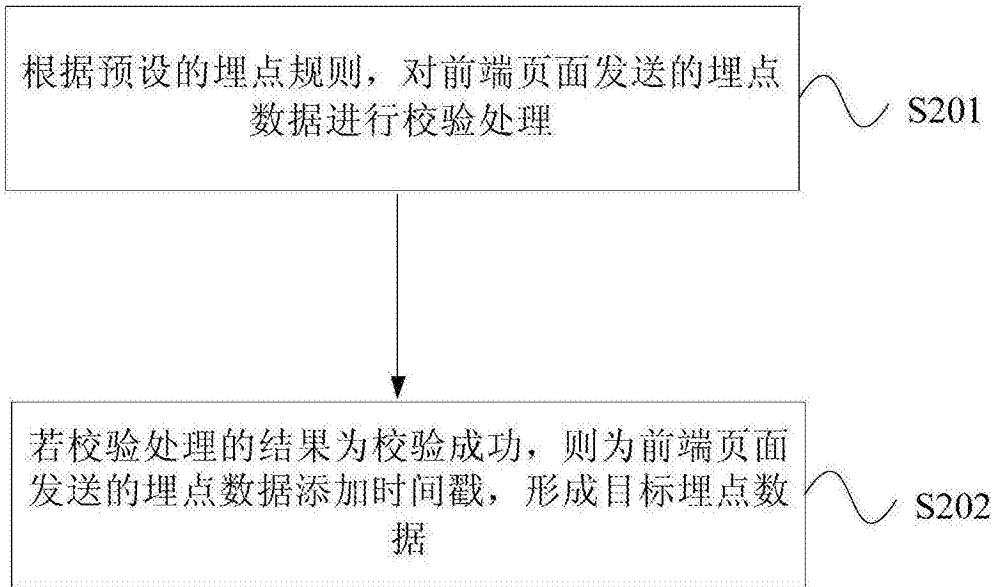 根据预设的埋点规则，对前端页面发送的埋点
数据进行校验处理
S201
若校验处理的结果为校验成功，则为前端页面
发送的埋点数据添加时间戳，形成目标埋点数
据
S202